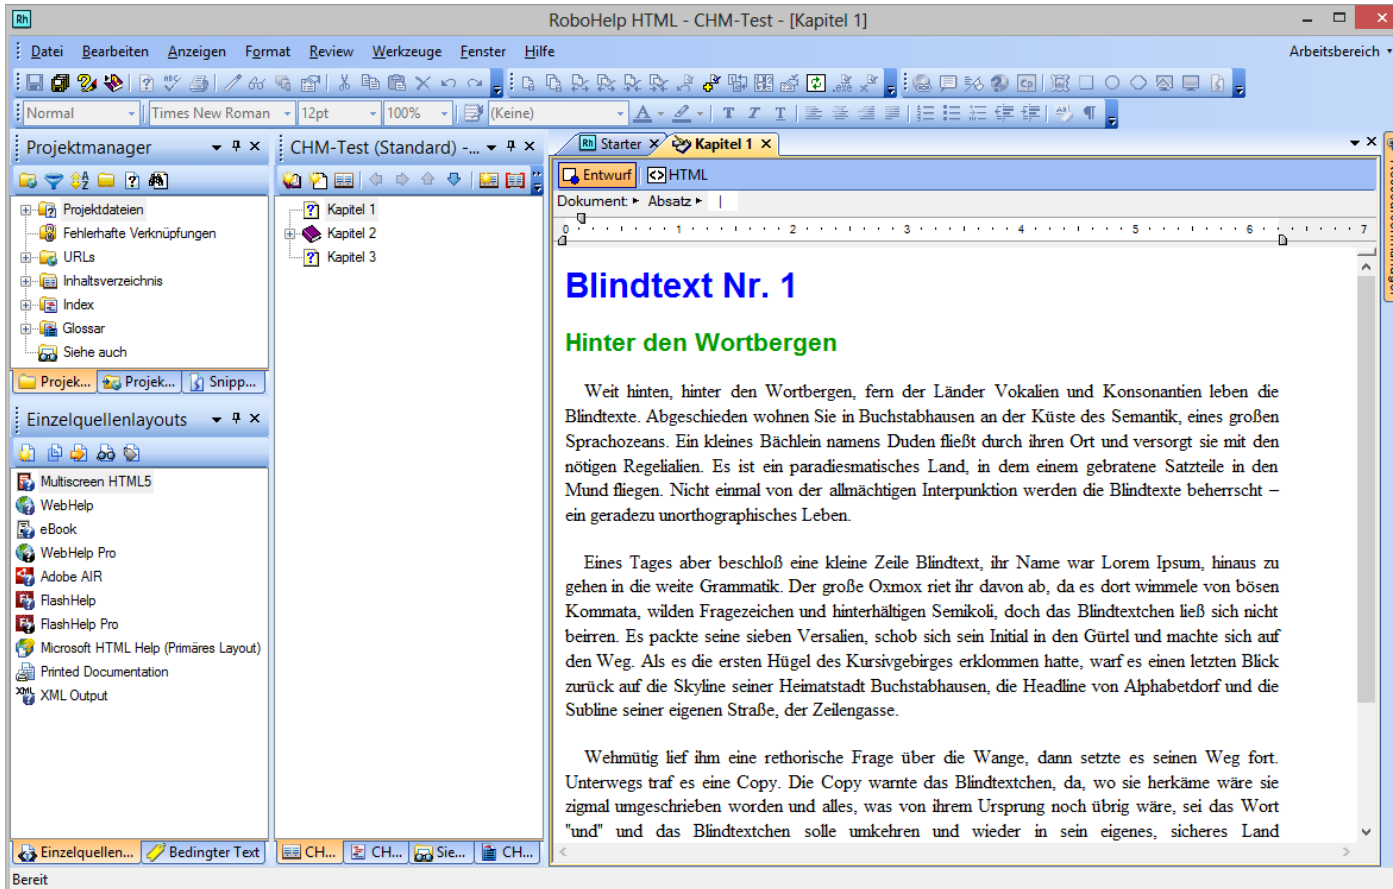 Rh RoboHelp HTML - CHM-Test - [Kapitel 1]
Datei Bearbeiten Anzeigen Format Review Werkzeuge Fenster Hilfe Arbeitsbereich
Normal Times New Roman 12pt 100% (Keine)
Projektmanager
Projektdateien
Fehlerhafte Verknüpfungen
URLs
Inhaltsverzeichnis
Index
Glossar
Siehe auch
Projek... Projek... Snipp...
Einzelquellenlayouts
Multiscreen HTML5
WebHelp
eBook
WebHelp Pro
Adobe AIR
FlashHelp
FlashHelp Pro
Microsoft HTML Help (Primäres Layout)
Printed Documentation
XML Output
Einzelquellen... Bedingter Text
CHM-Test (Standard) -...
Kapitel 1
Kapitel 2
Kapitel 3
CH... CH... Sie... CH...
Rh Starter Kapitel 1
Entwurf HTML
Dokument: Absatz
0 1 2 3 4 5 6 7
Blindtext Nr. 1
Hinter den Wortbergen
Weit hinten, hinter den Wortbergen, fern der Länder Vokalien und Konsonantien leben die
Blindtexte. Abgeschieden wohnen Sie in Buchstabhausen an der Küste des Semantik, eines großen
Sprachozeans. Ein kleines Bächlein namens Duden fließt durch ihren Ort und versorgt sie mit den
nötigen Regelialien. Es ist ein paradiesmatisches Land, in dem einem gebratene Satzteile in den
Mund fliegen. Nicht einmal von der allmächtigen Interpunktion werden die Blindtexte beherrscht –
ein geradezu unorthographisches Leben.
Eines Tages aber beschloß eine kleine Zeile Blindtext, ihr Name war Lorem Ipsum, hinaus zu
gehen in die weite Grammatik. Der große Oxmox riet ihr davon ab, da es dort wimmele von bösen
Kommata, wilden Fragezeichen und hinterhältigen Semikoli, doch das Blindtextchen ließ sich nicht
beirren. Es packte seine sieben Versalien, schob sich sein Initial in den Gürtel und machte sich auf
den Weg. Als es die ersten Hügel des Kursivgebirges erklommen hatte, warf es einen letzten Blick
zurück auf die Skyline seiner Heimatstadt Buchstabhausen, die Headline von Alphabetdorf und die
Subline seiner eigenen Straße, der Zeilengasse.
Wehmütig lief ihm eine rethorische Frage über die Wange, dann setzte es seinen Weg fort.
Unterwegs traf es eine Copy. Die Copy warnte das Blindtextchen, da, wo sie herkäme wäre sie
zigmal umgeschrieben worden und alles, was von ihrem Ursprung noch übrig wäre, sei das Wort
"und" und das Blindtextchen solle umkehren und wieder in sein eigenes, sicheres Land
Bereit